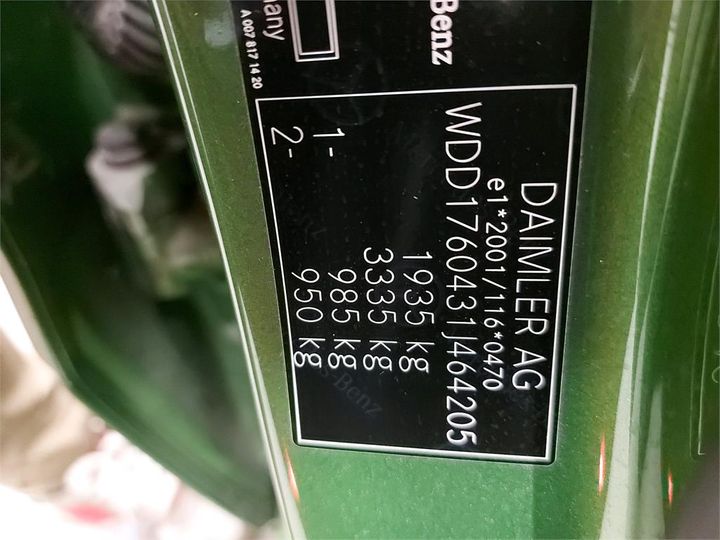 Benz
any
A 007 817 14 20
DAIMLER AG
e1*2001/116*0470
WDD1760431J464205
1935 kg
3335 kg
1- 985 kg
2- 950 kg
Benz